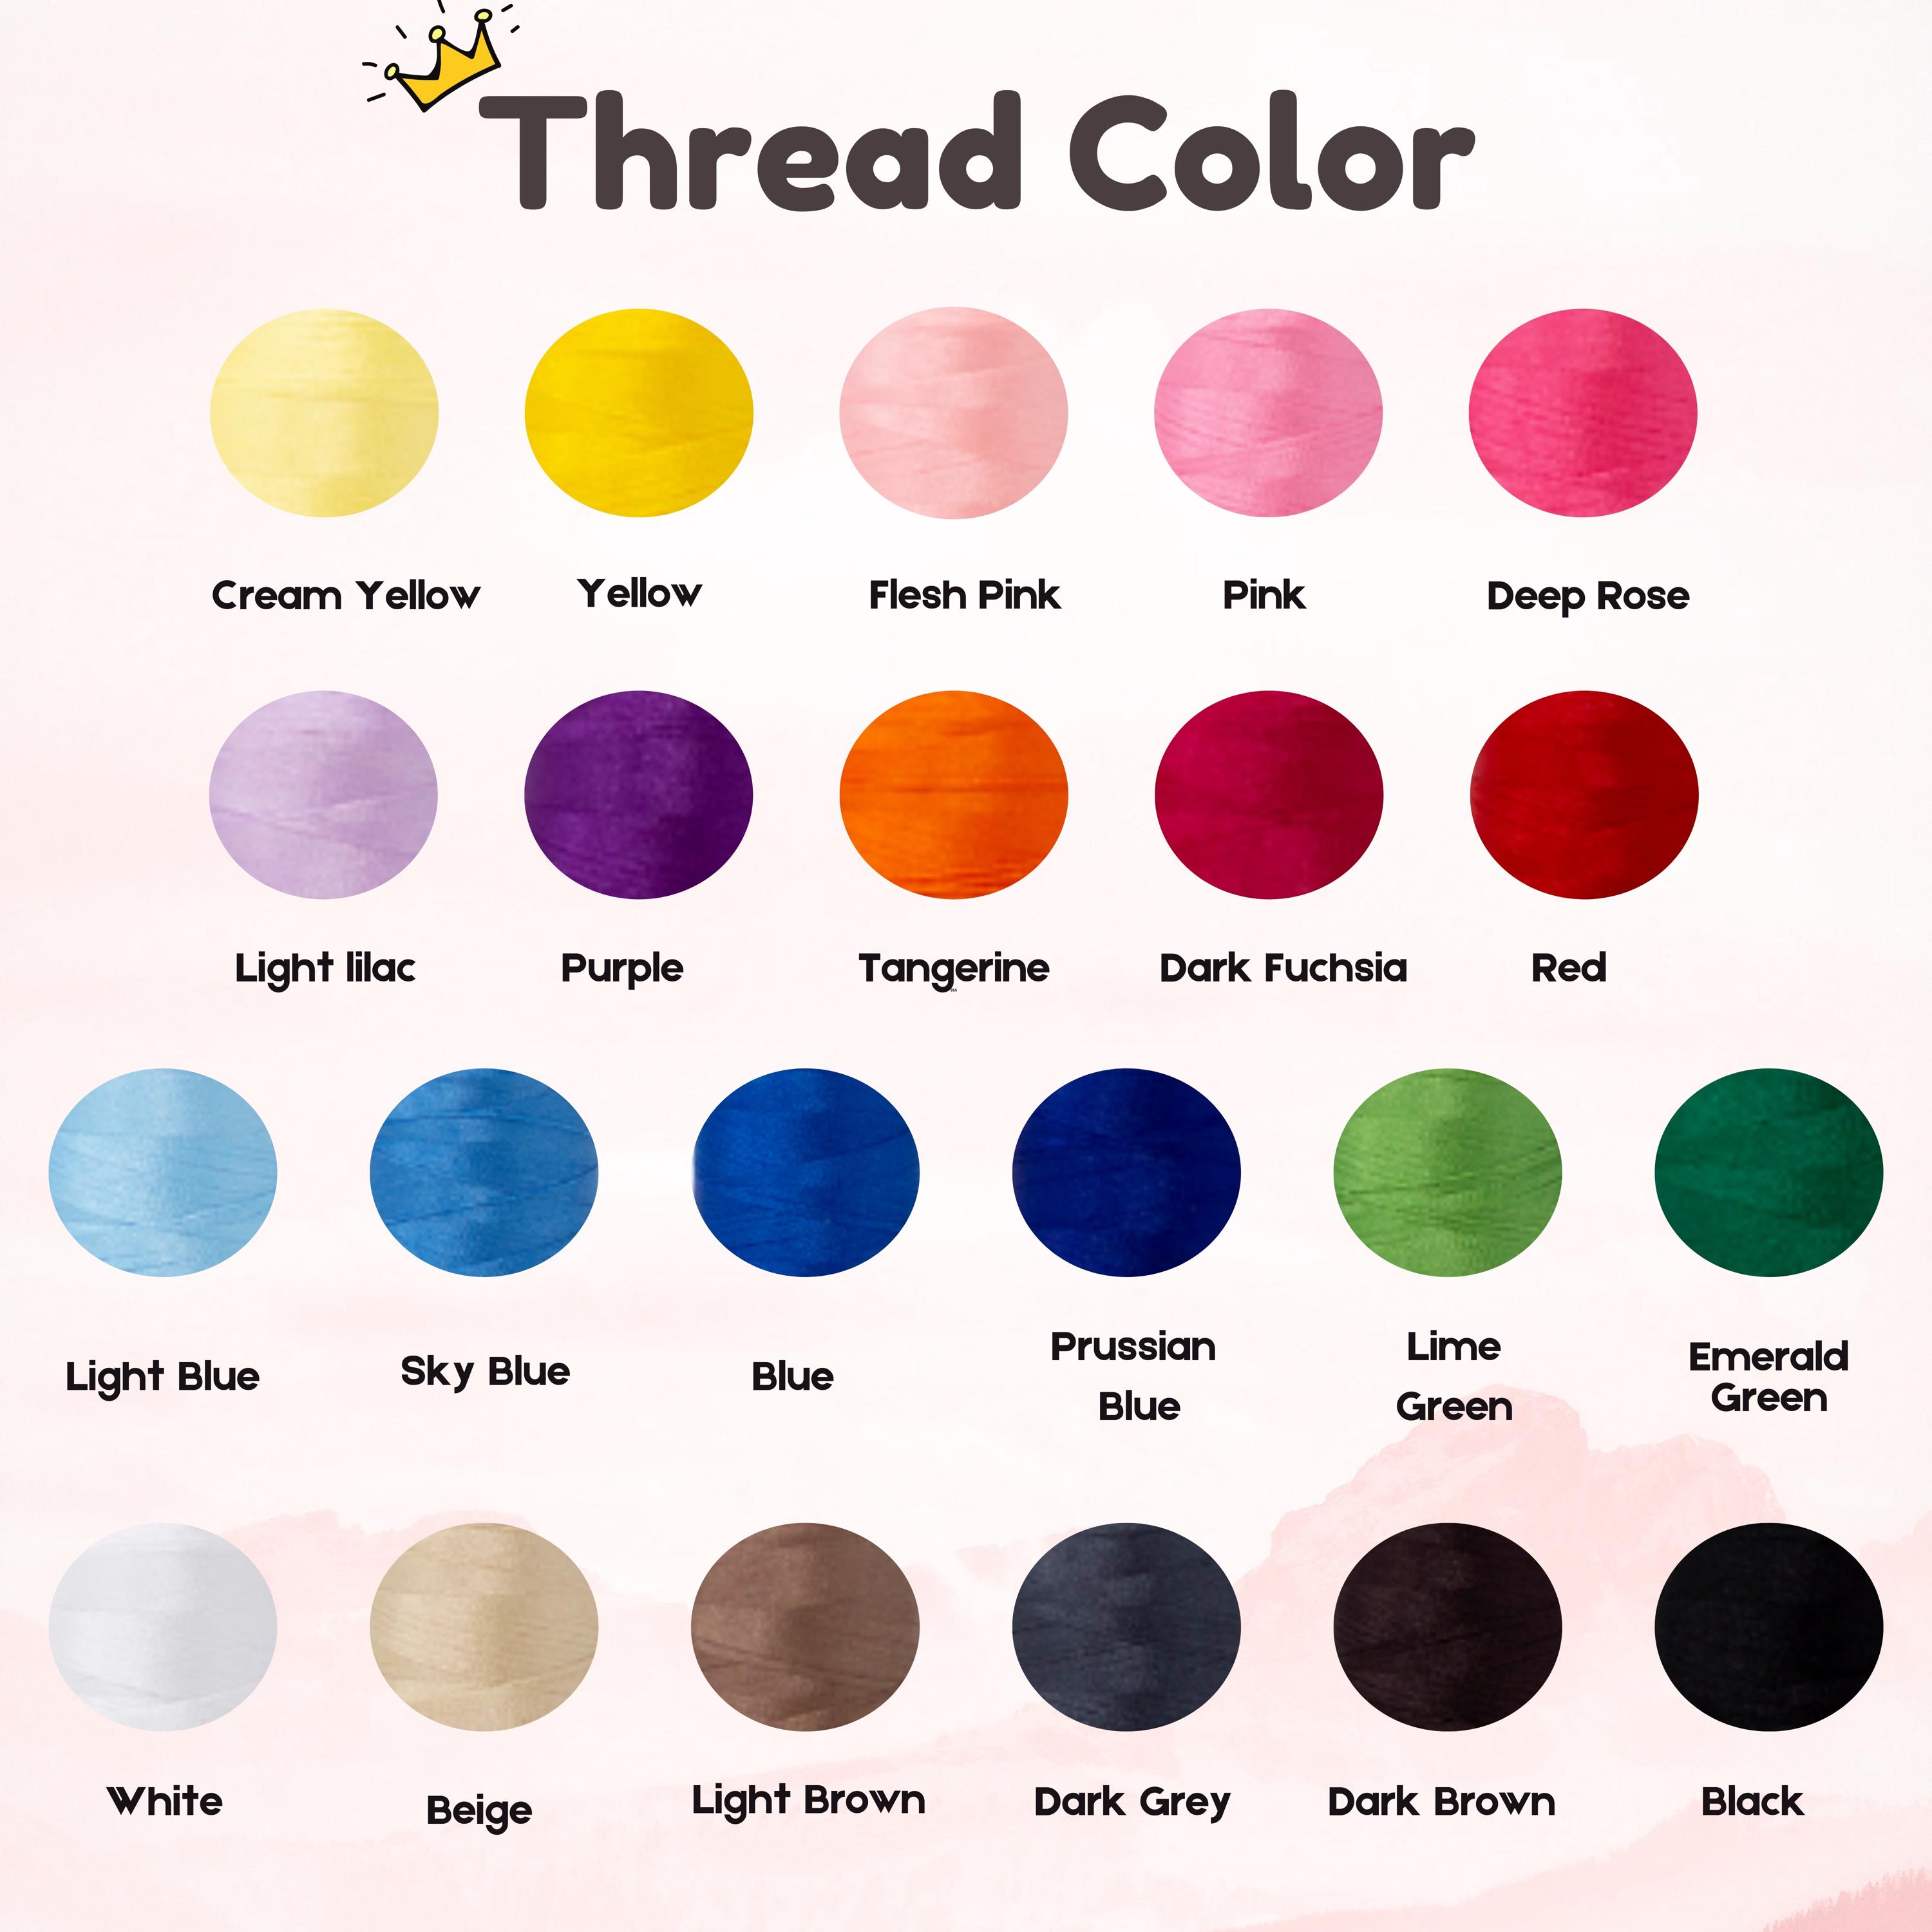 Thread Color
Cream Yellow
Yellow
Flesh Pink
Pink
Deep Rose
Light lilac
Purple
Tangerine
Dark Fuchsia
Red
Light Blue
Sky Blue
Blue
Prussian
Blue
Lime
Green
Emerald
Green
White
Beige
Light Brown
Dark Grey
Dark Brown
Black